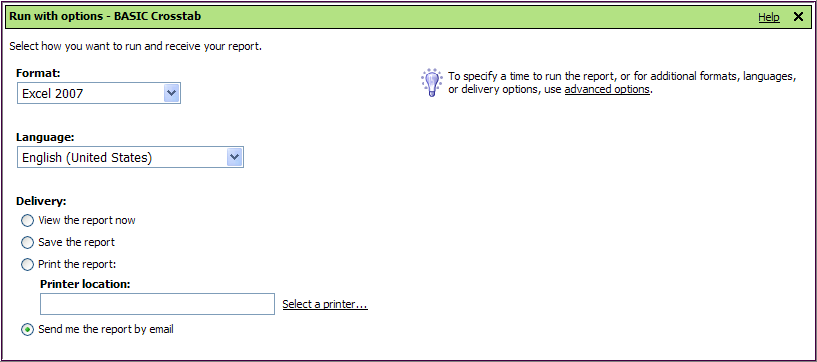 Run with options - BASIC Crosstab Help
Select how you want to run and receive your report.
Format:
Excel 2007
To specify a time to run the report, or for additional formats, languages,
or delivery options, use advanced options.
Language:
English (United States)
Delivery:
View the report now
Save the report
Print the report:
Printer location:
Select a printer...
Send me the report by email